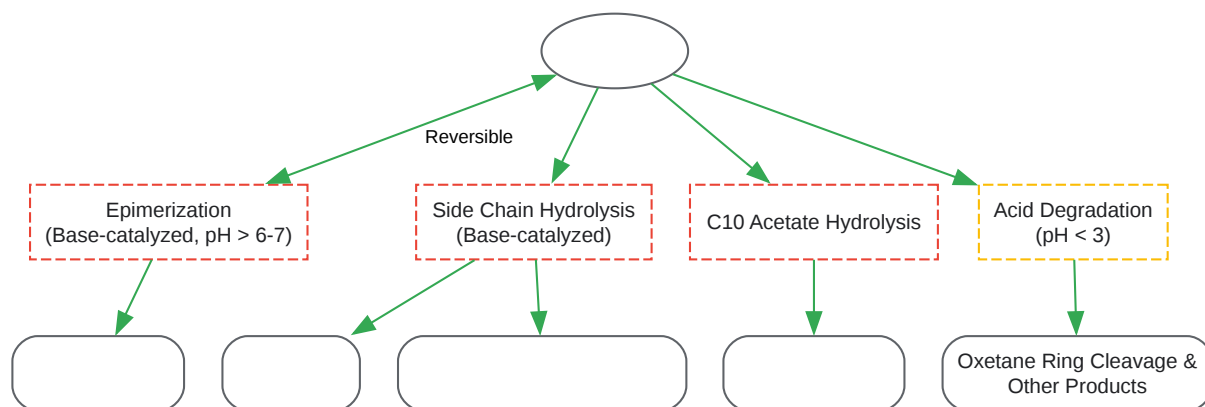 Reversible
Epimerization
(Base-catalyzed, pH > 6-7)
Side Chain Hydrolysis
(Base-catalyzed)
C10 Acetate Hydrolysis
Acid Degradation
(pH < 3)
Oxetane Ring Cleavage &
Other Products